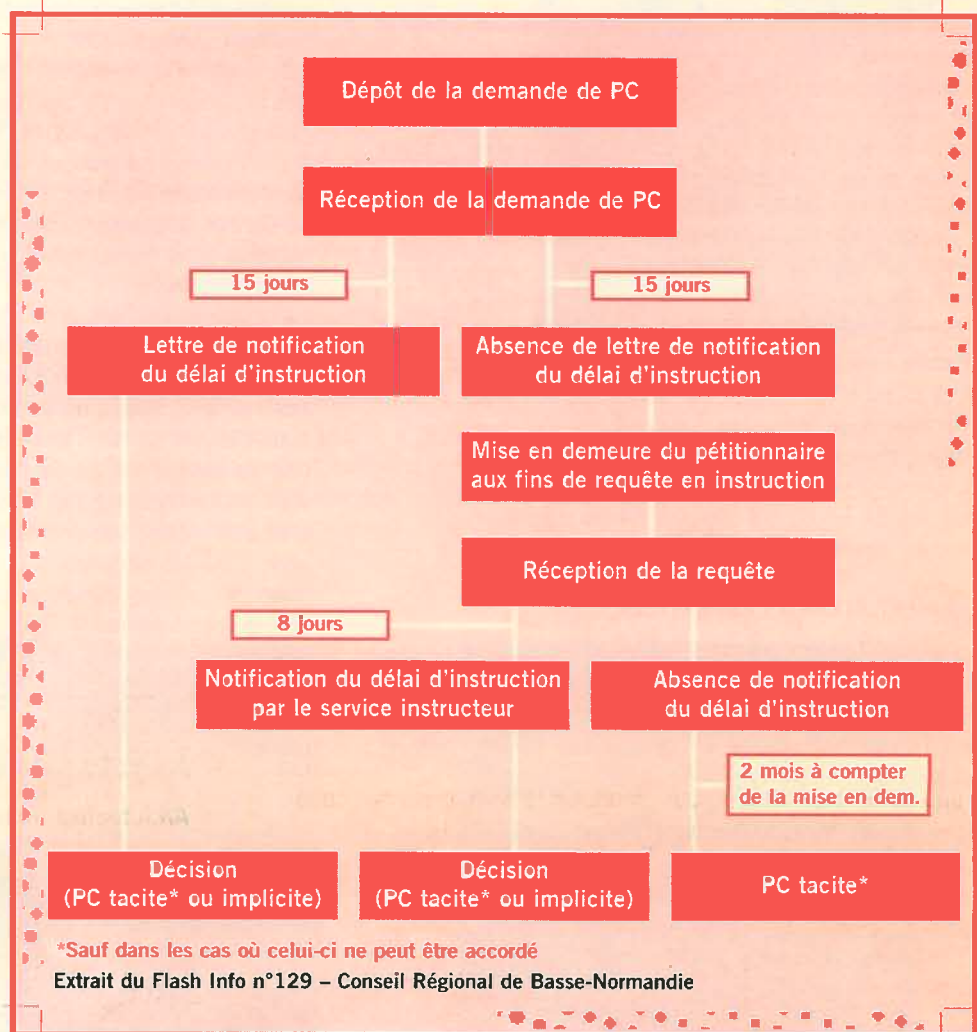 Dépôt de la demande de PC
Réception de la demande de PC
15 jours
15 jours
Lettre de notification
du délai d'instruction
Absence de lettre de notification
du délai d'instruction
Mise en demeure du pétitionnaire
aux fins de requête en instruction
Réception de la requête
8 jours
Notification du délai d'instruction
par le service instructeur
Absence de notification
du délai d'instruction
2 mois à compter
de la mise en dem.
Décision
(PC tacite* ou implicite)
Décision
(PC tacite* ou implicite)
PC tacite*
*Sauf dans les cas où celui-ci ne peut être accordé
Extrait du Flash Info n°129 – Conseil Régional de Basse-Normandie